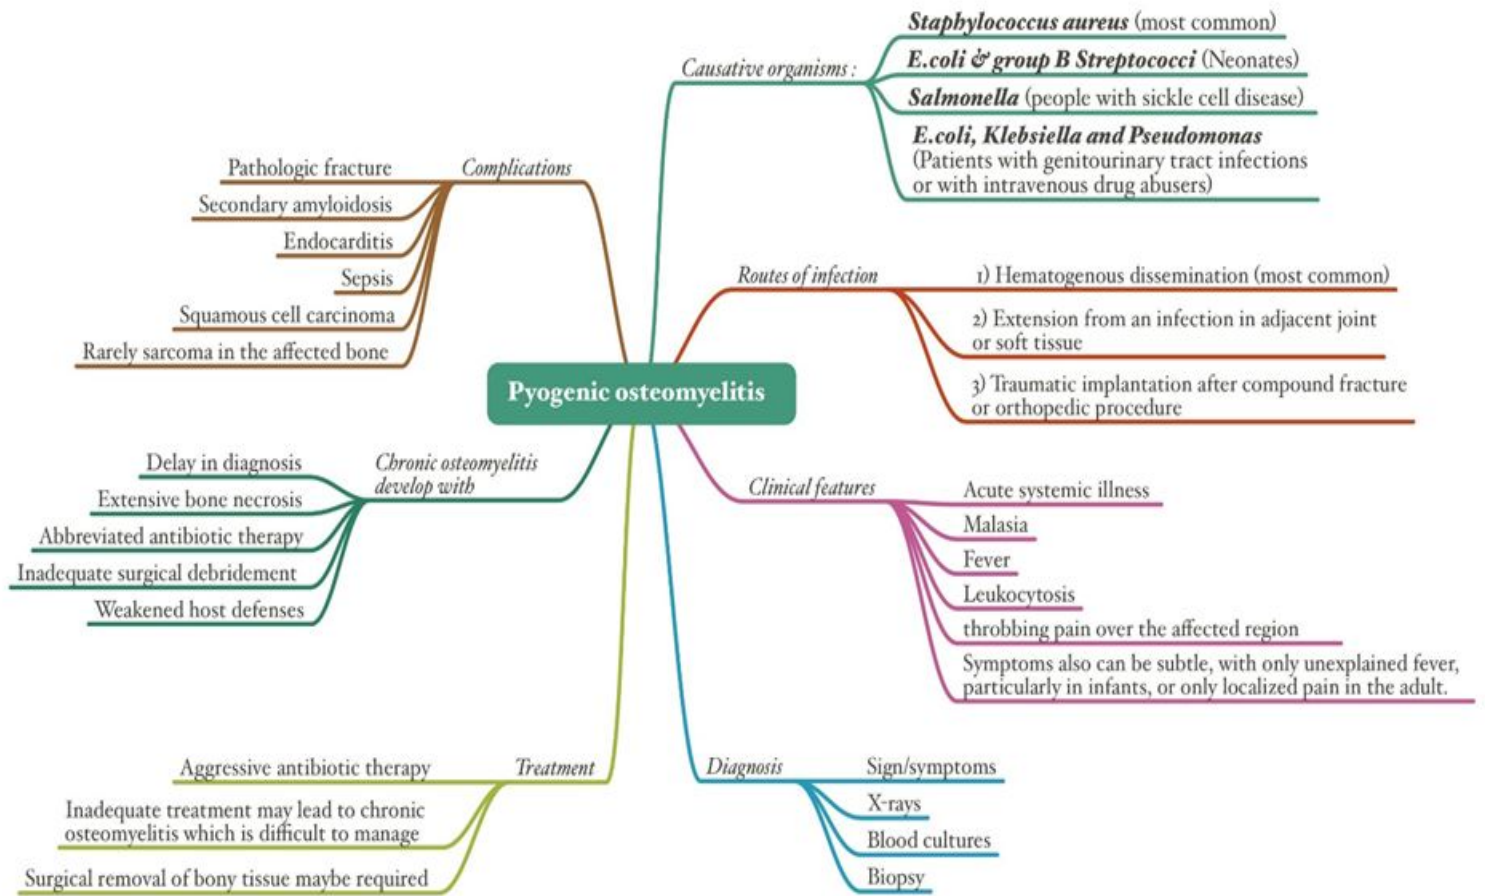 Pyogenic osteomyelitis
Causative organisms :
Staphylococcus aureus (most common)
E.coli & group B Streptococci (Neonates)
Salmonella (people with sickle cell disease)
E.coli, Klebsiella and Pseudomonas
(Patients with genitourinary tract infections
or with intravenous drug abusers)
Routes of infection
1) Hematogenous dissemination (most common)
2) Extension from an infection in adjacent joint
or soft tissue
3) Traumatic implantation after compound fracture
or orthopedic procedure
Clinical features
Acute systemic illness
Malasia
Fever
Leukocytosis
throbbing pain over the affected region
Symptoms also can be subtle, with only unexplained fever,
particularly in infants, or only localized pain in the adult.
Diagnosis
Sign/symptoms
X-rays
Blood cultures
Biopsy
Treatment
Aggressive antibiotic therapy
Inadequate treatment may lead to chronic
osteomyelitis which is difficult to manage
Surgical removal of bony tissue maybe required
Chronic osteomyelitis
develop with
Delay in diagnosis
Extensive bone necrosis
Abbreviated antibiotic therapy
Inadequate surgical debridement
Weakened host defenses
Complications
Pathologic fracture
Secondary amyloidosis
Endocarditis
Sepsis
Squamous cell carcinoma
Rarely sarcoma in the affected bone